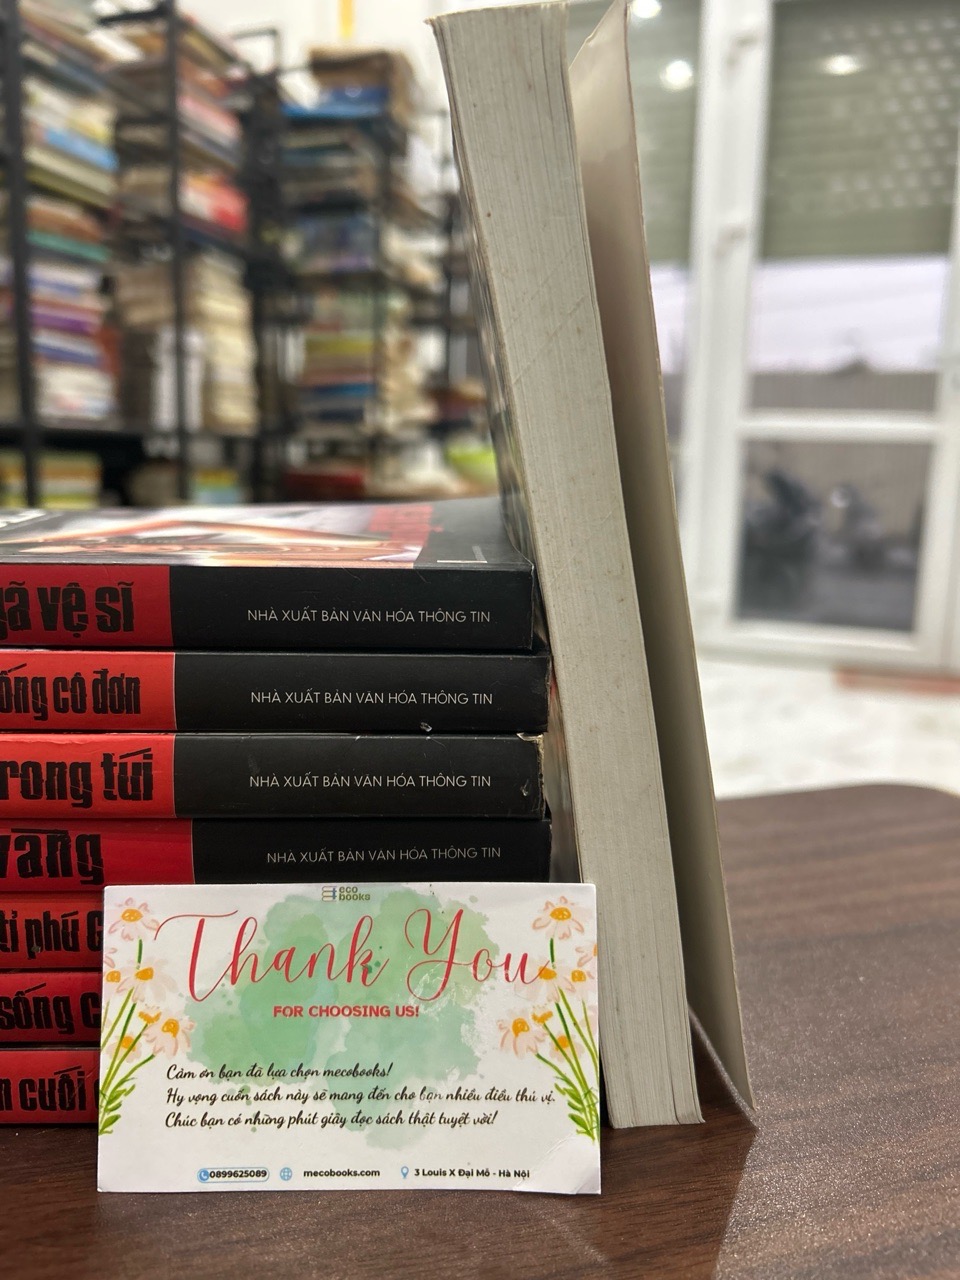 gã vệ sĩ
NHÀ XUẤT BẢN VĂN HÓA THÔNG TIN
ống cô đơn
NHÀ XUẤT BẢN VĂN HÓA THÔNG TIN
rong túi
NHÀ XUẤT BẢN VĂN HÓA THÔNG TIN
vàng
NHÀ XUẤT BẢN VĂN HÓA THÔNG TIN
tỉ phú
sống
n cuối
eco
books
Thank You
FOR CHOOSING US!
Cảm ơn bạn đã lựa chọn mecobooks!
Hy vọng cuốn sách này sẽ mang đến cho bạn nhiều điều thú vị.
Chúc bạn có những phút giây đọc sách thật tuyệt vời!
0899625089 mecobooks.com 3 Louis X Đại Mỗ - Hà Nội